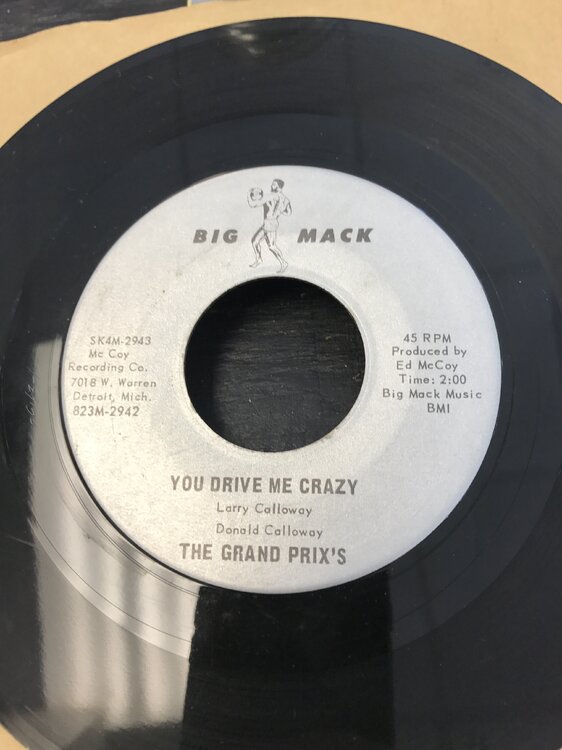 BIG MACK
SK4M-2943
Mc Coy
Recording Co.
7018 W. Warren
Detroit, Mich.
823M-2942
45 RPM
Produced by
Ed McCoy
Time: 2:00
Big Mack Music
BMI
YOU DRIVE ME CRAZY
Larry Calloway
Donald Calloway
THE GRAND PRIX'S